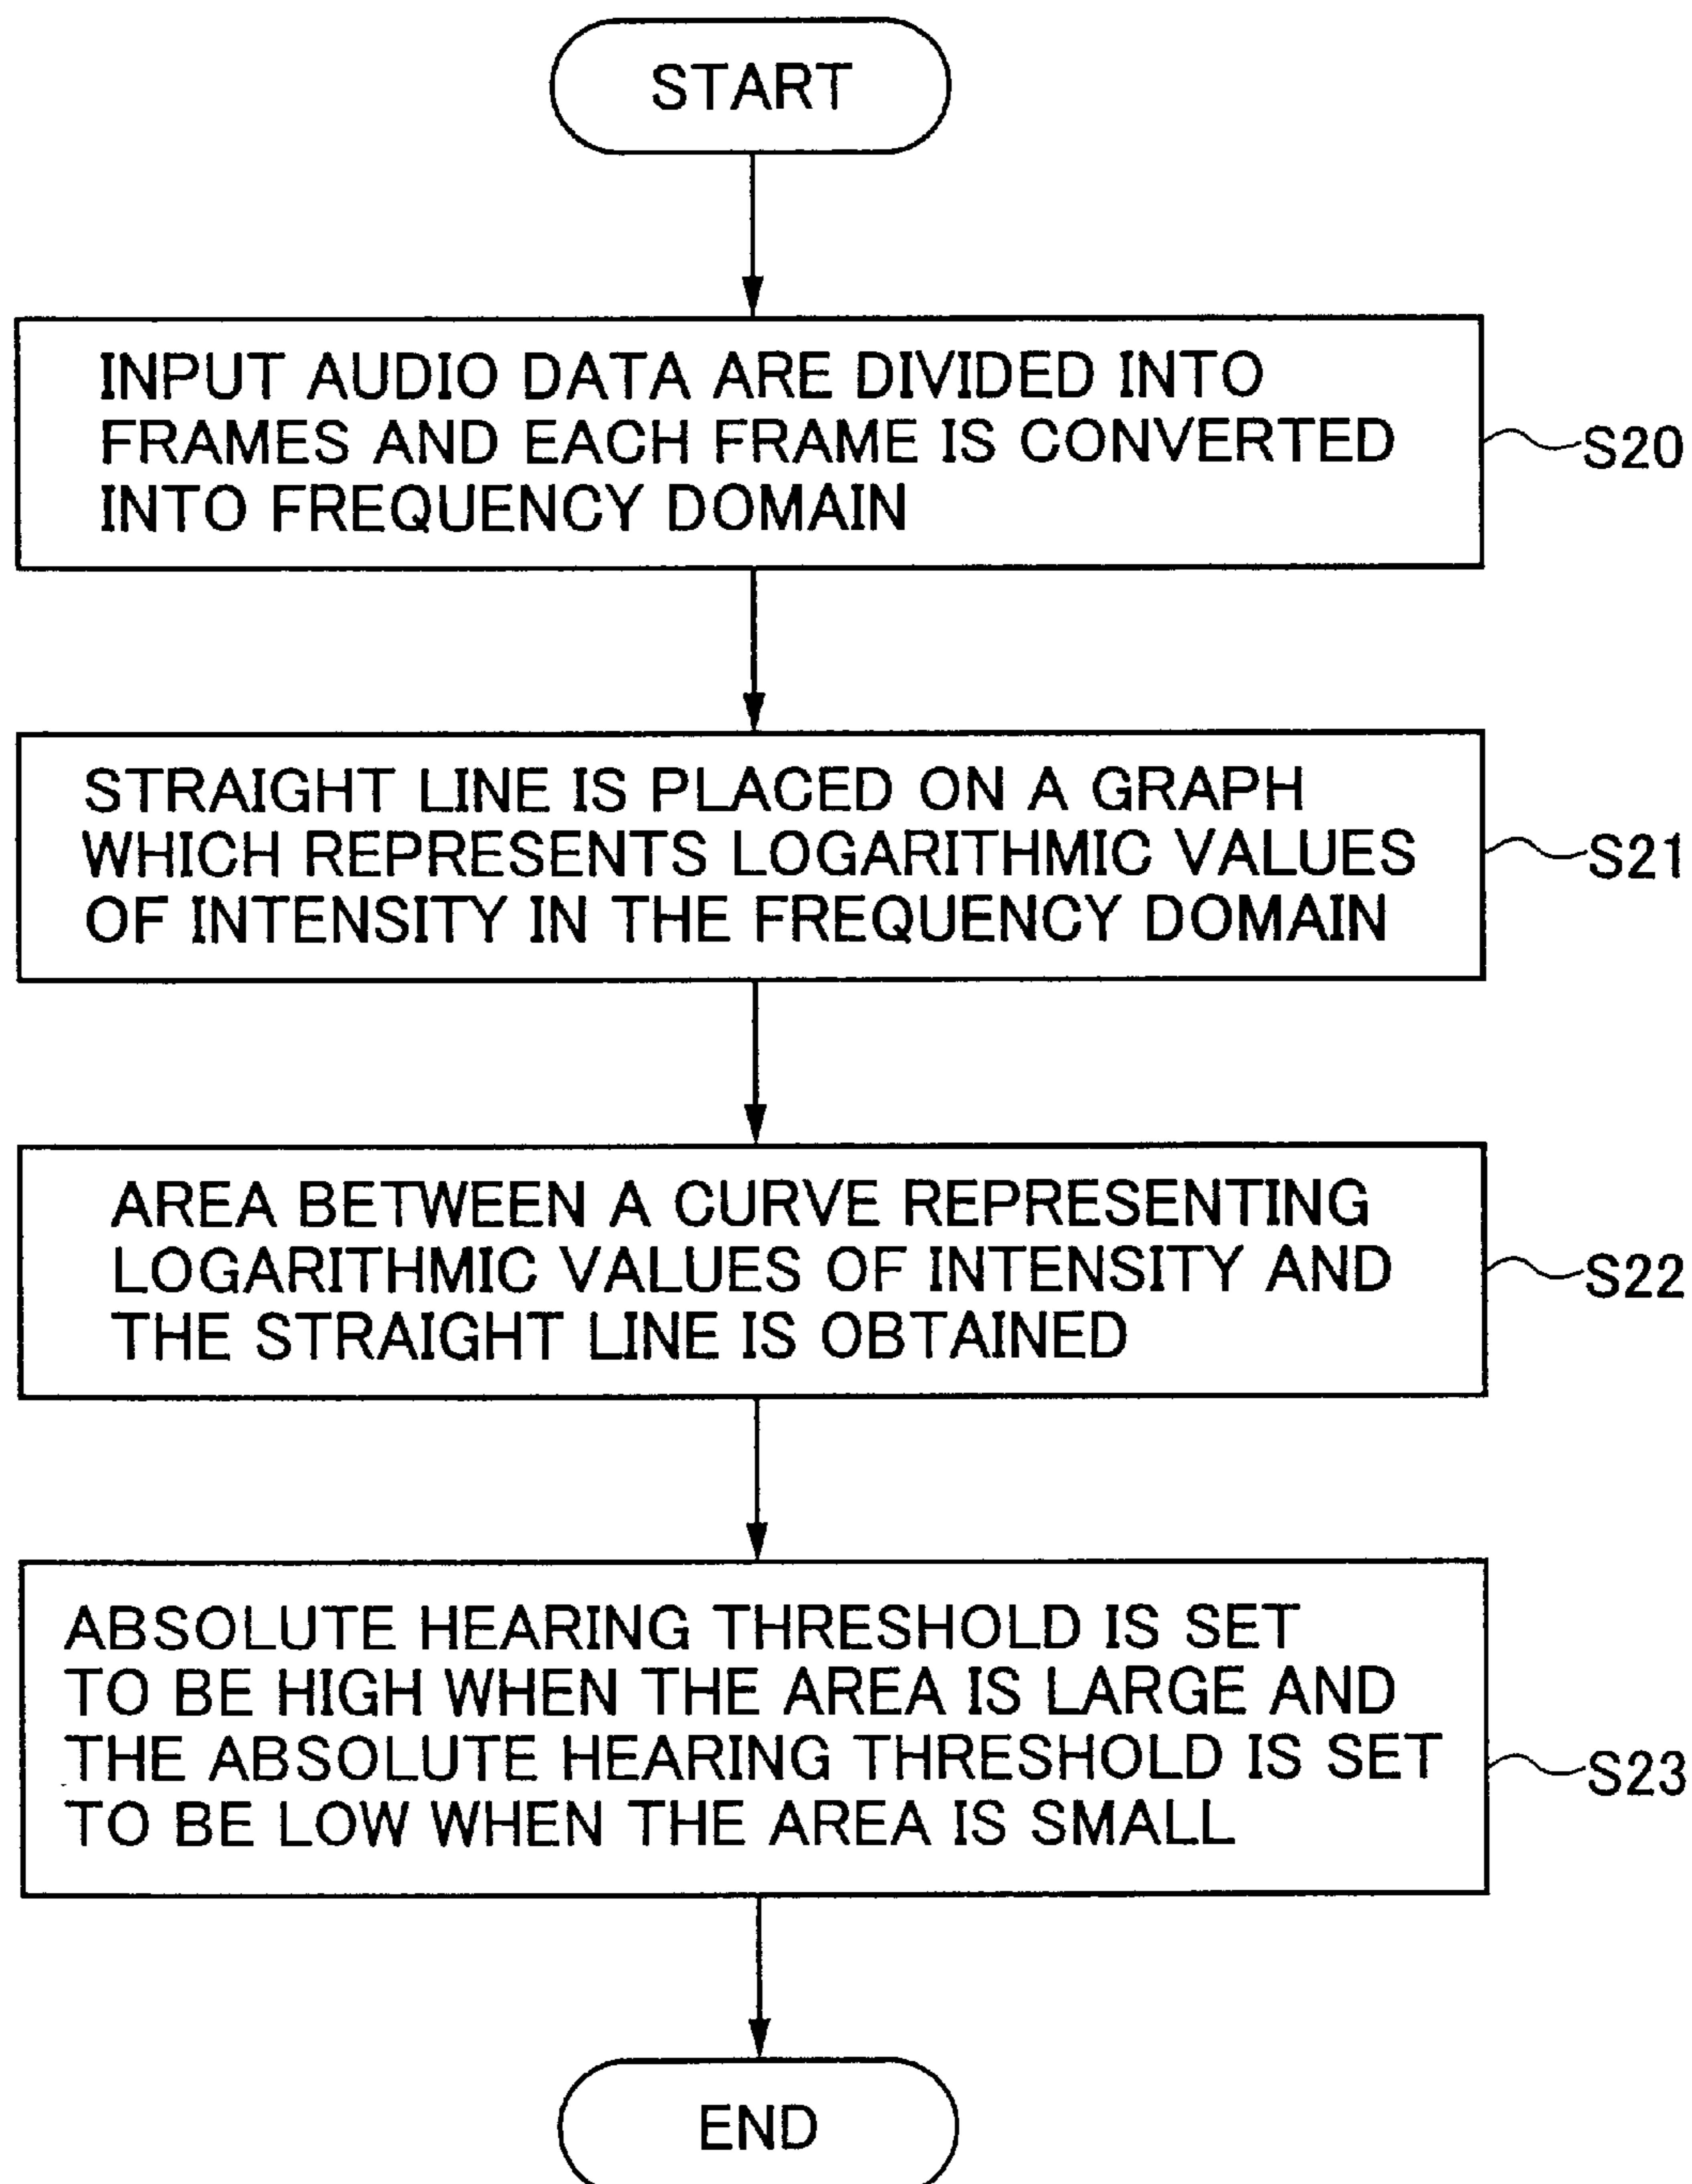 START
INPUT AUDIO DATA ARE DIVIDED INTO
FRAMES AND EACH FRAME IS CONVERTED
INTO FREQUENCY DOMAIN
S20
STRAIGHT LINE IS PLACED ON A GRAPH
WHICH REPRESENTS LOGARITHMIC VALUES
OF INTENSITY IN THE FREQUENCY DOMAIN
S21
AREA BETWEEN A CURVE REPRESENTING
LOGARITHMIC VALUES OF INTENSITY AND
THE STRAIGHT LINE IS OBTAINED
S22
ABSOLUTE HEARING THRESHOLD IS SET
TO BE HIGH WHEN THE AREA IS LARGE AND
THE ABSOLUTE HEARING THRESHOLD IS SET
TO BE LOW WHEN THE AREA IS SMALL
S23
END